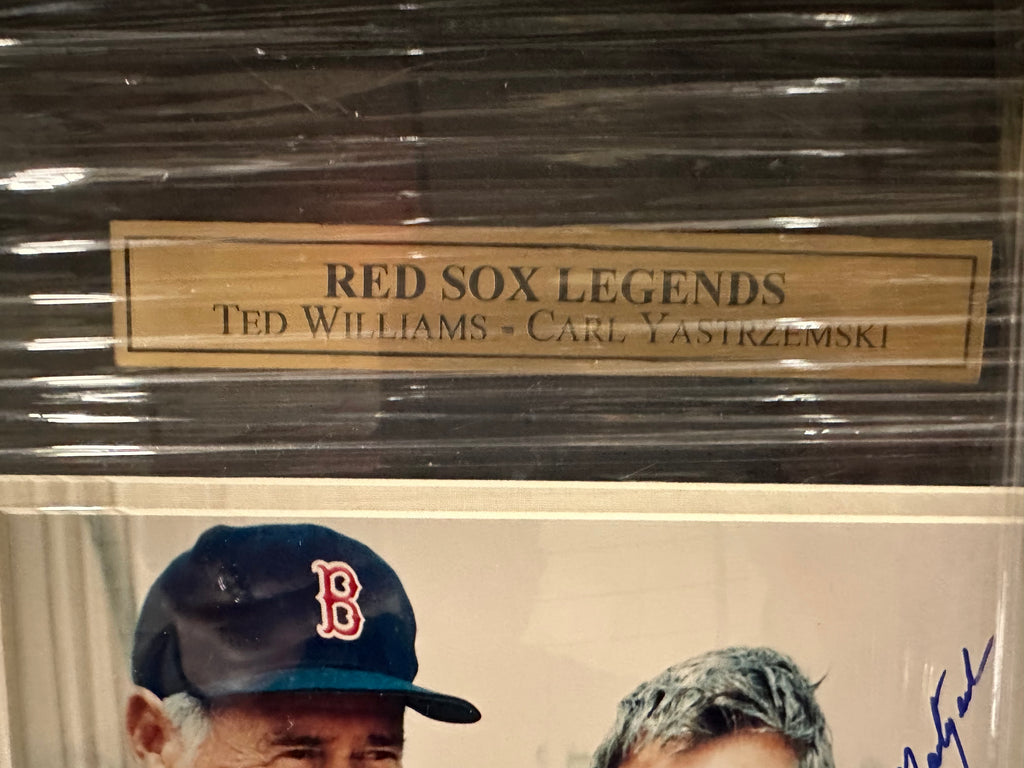 RED SOX LEGENDS
TED WILLIAMS - CARL YASTRZEMSKI
B